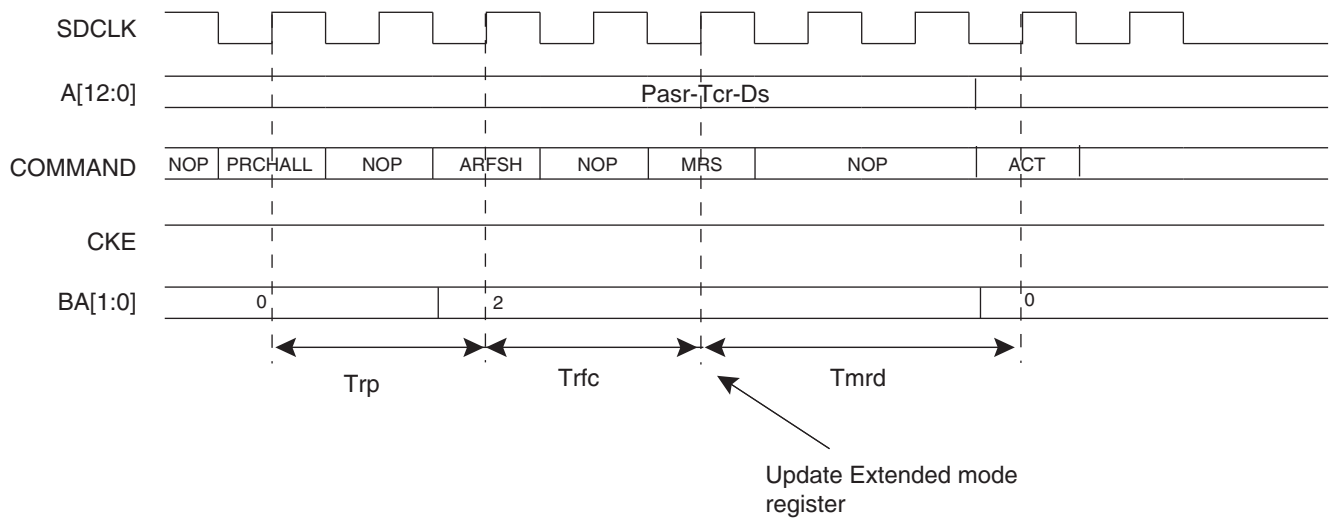 SDCLK
A[12:0]
Pasr-Tcr-Ds
COMMAND
NOP PRCHALL NOP ARFSH NOP MRS NOP ACT
CKE
BA[1:0]
0 2 0
Trp Trfc Tmrd
Update Extended mode
register